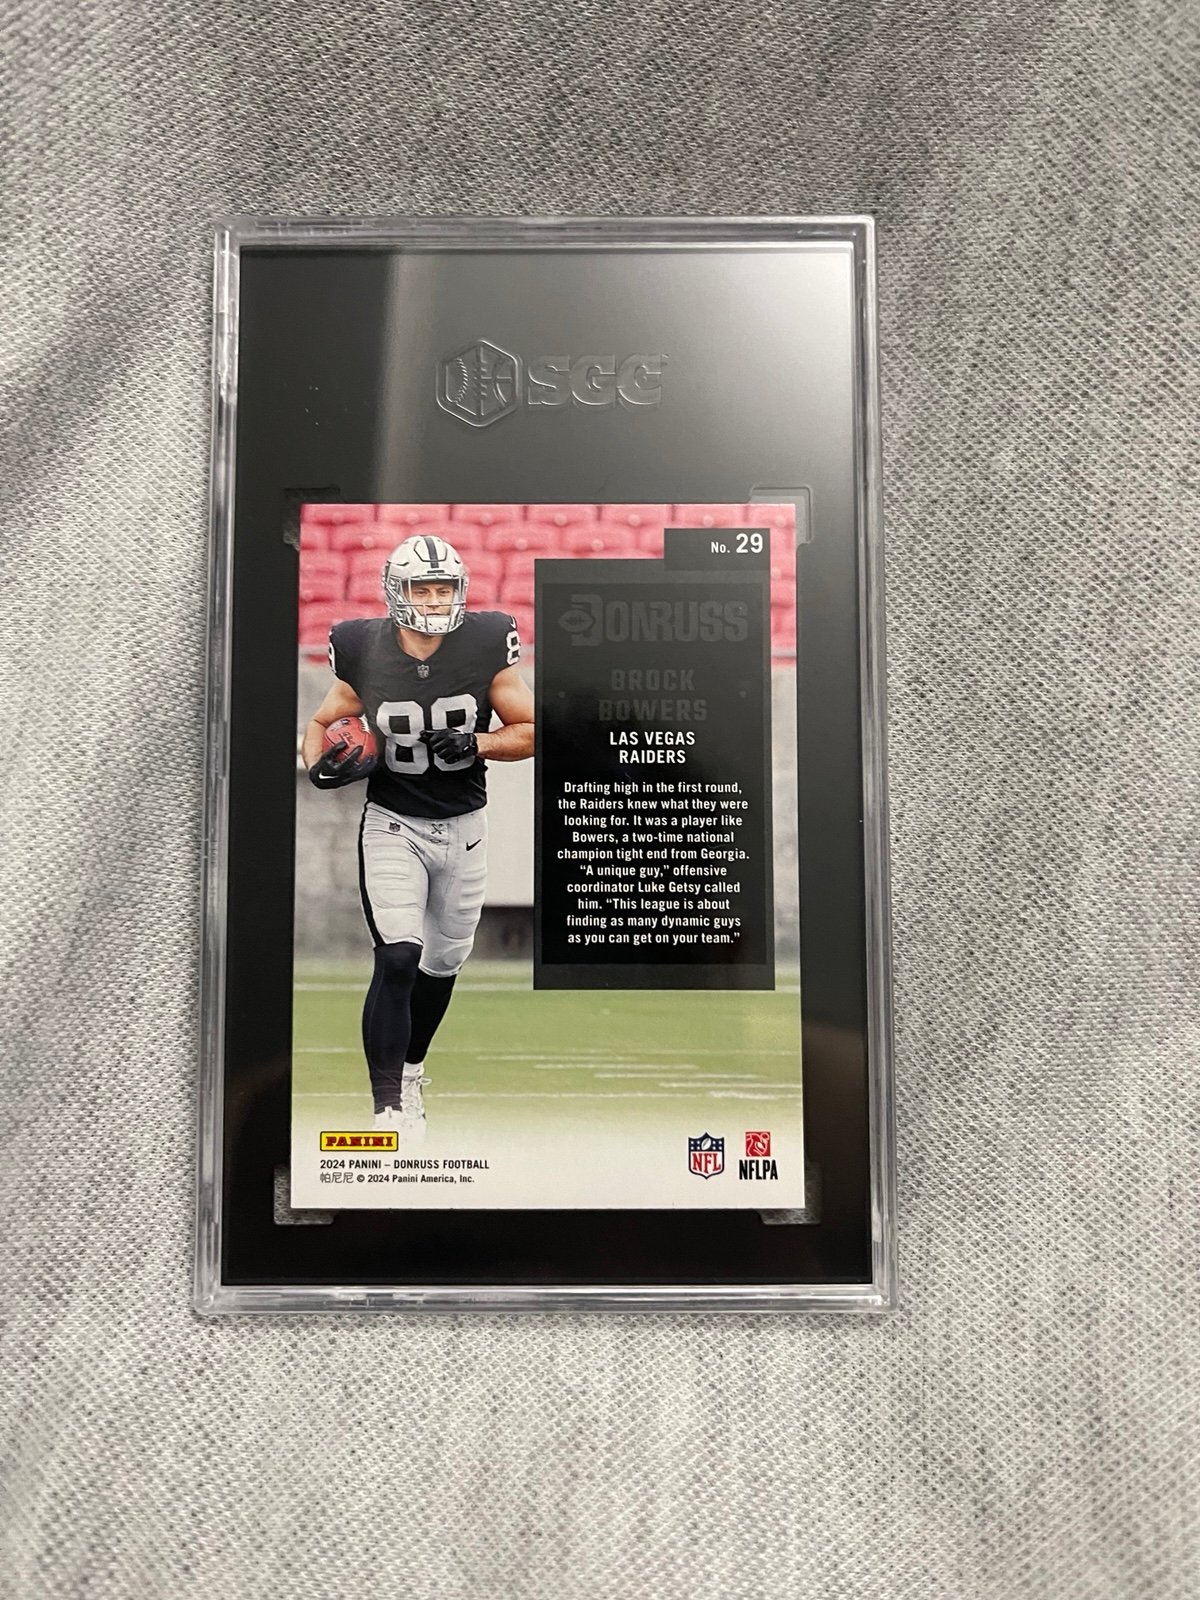 SGC
No. 29
DONRUSS
BROCK
BOWERS
LAS VEGAS
RAIDERS
Drafting high in the first round,
the Raiders knew what they were
looking for. It was a player like
Bowers, a two-time national
champion tight end from Georgia.
“A unique guy,” offensive
coordinator Luke Getsy called
him. “This league is about
finding as many dynamic guys
as you can get on your team.”
89
89
PANINI
2024 PANINI – DONRUSS FOOTBALL
帕尼尼 © 2024 Panini America, Inc.
NFL
NFLPA